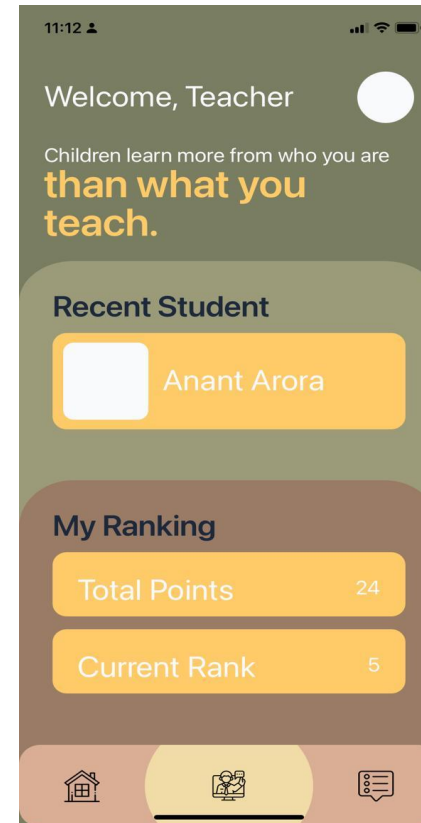 11:12
Welcome, Teacher
Children learn more from who you are
than what you
teach.
Recent Student
Anant Arora
My Ranking
Total Points 24
Current Rank 5